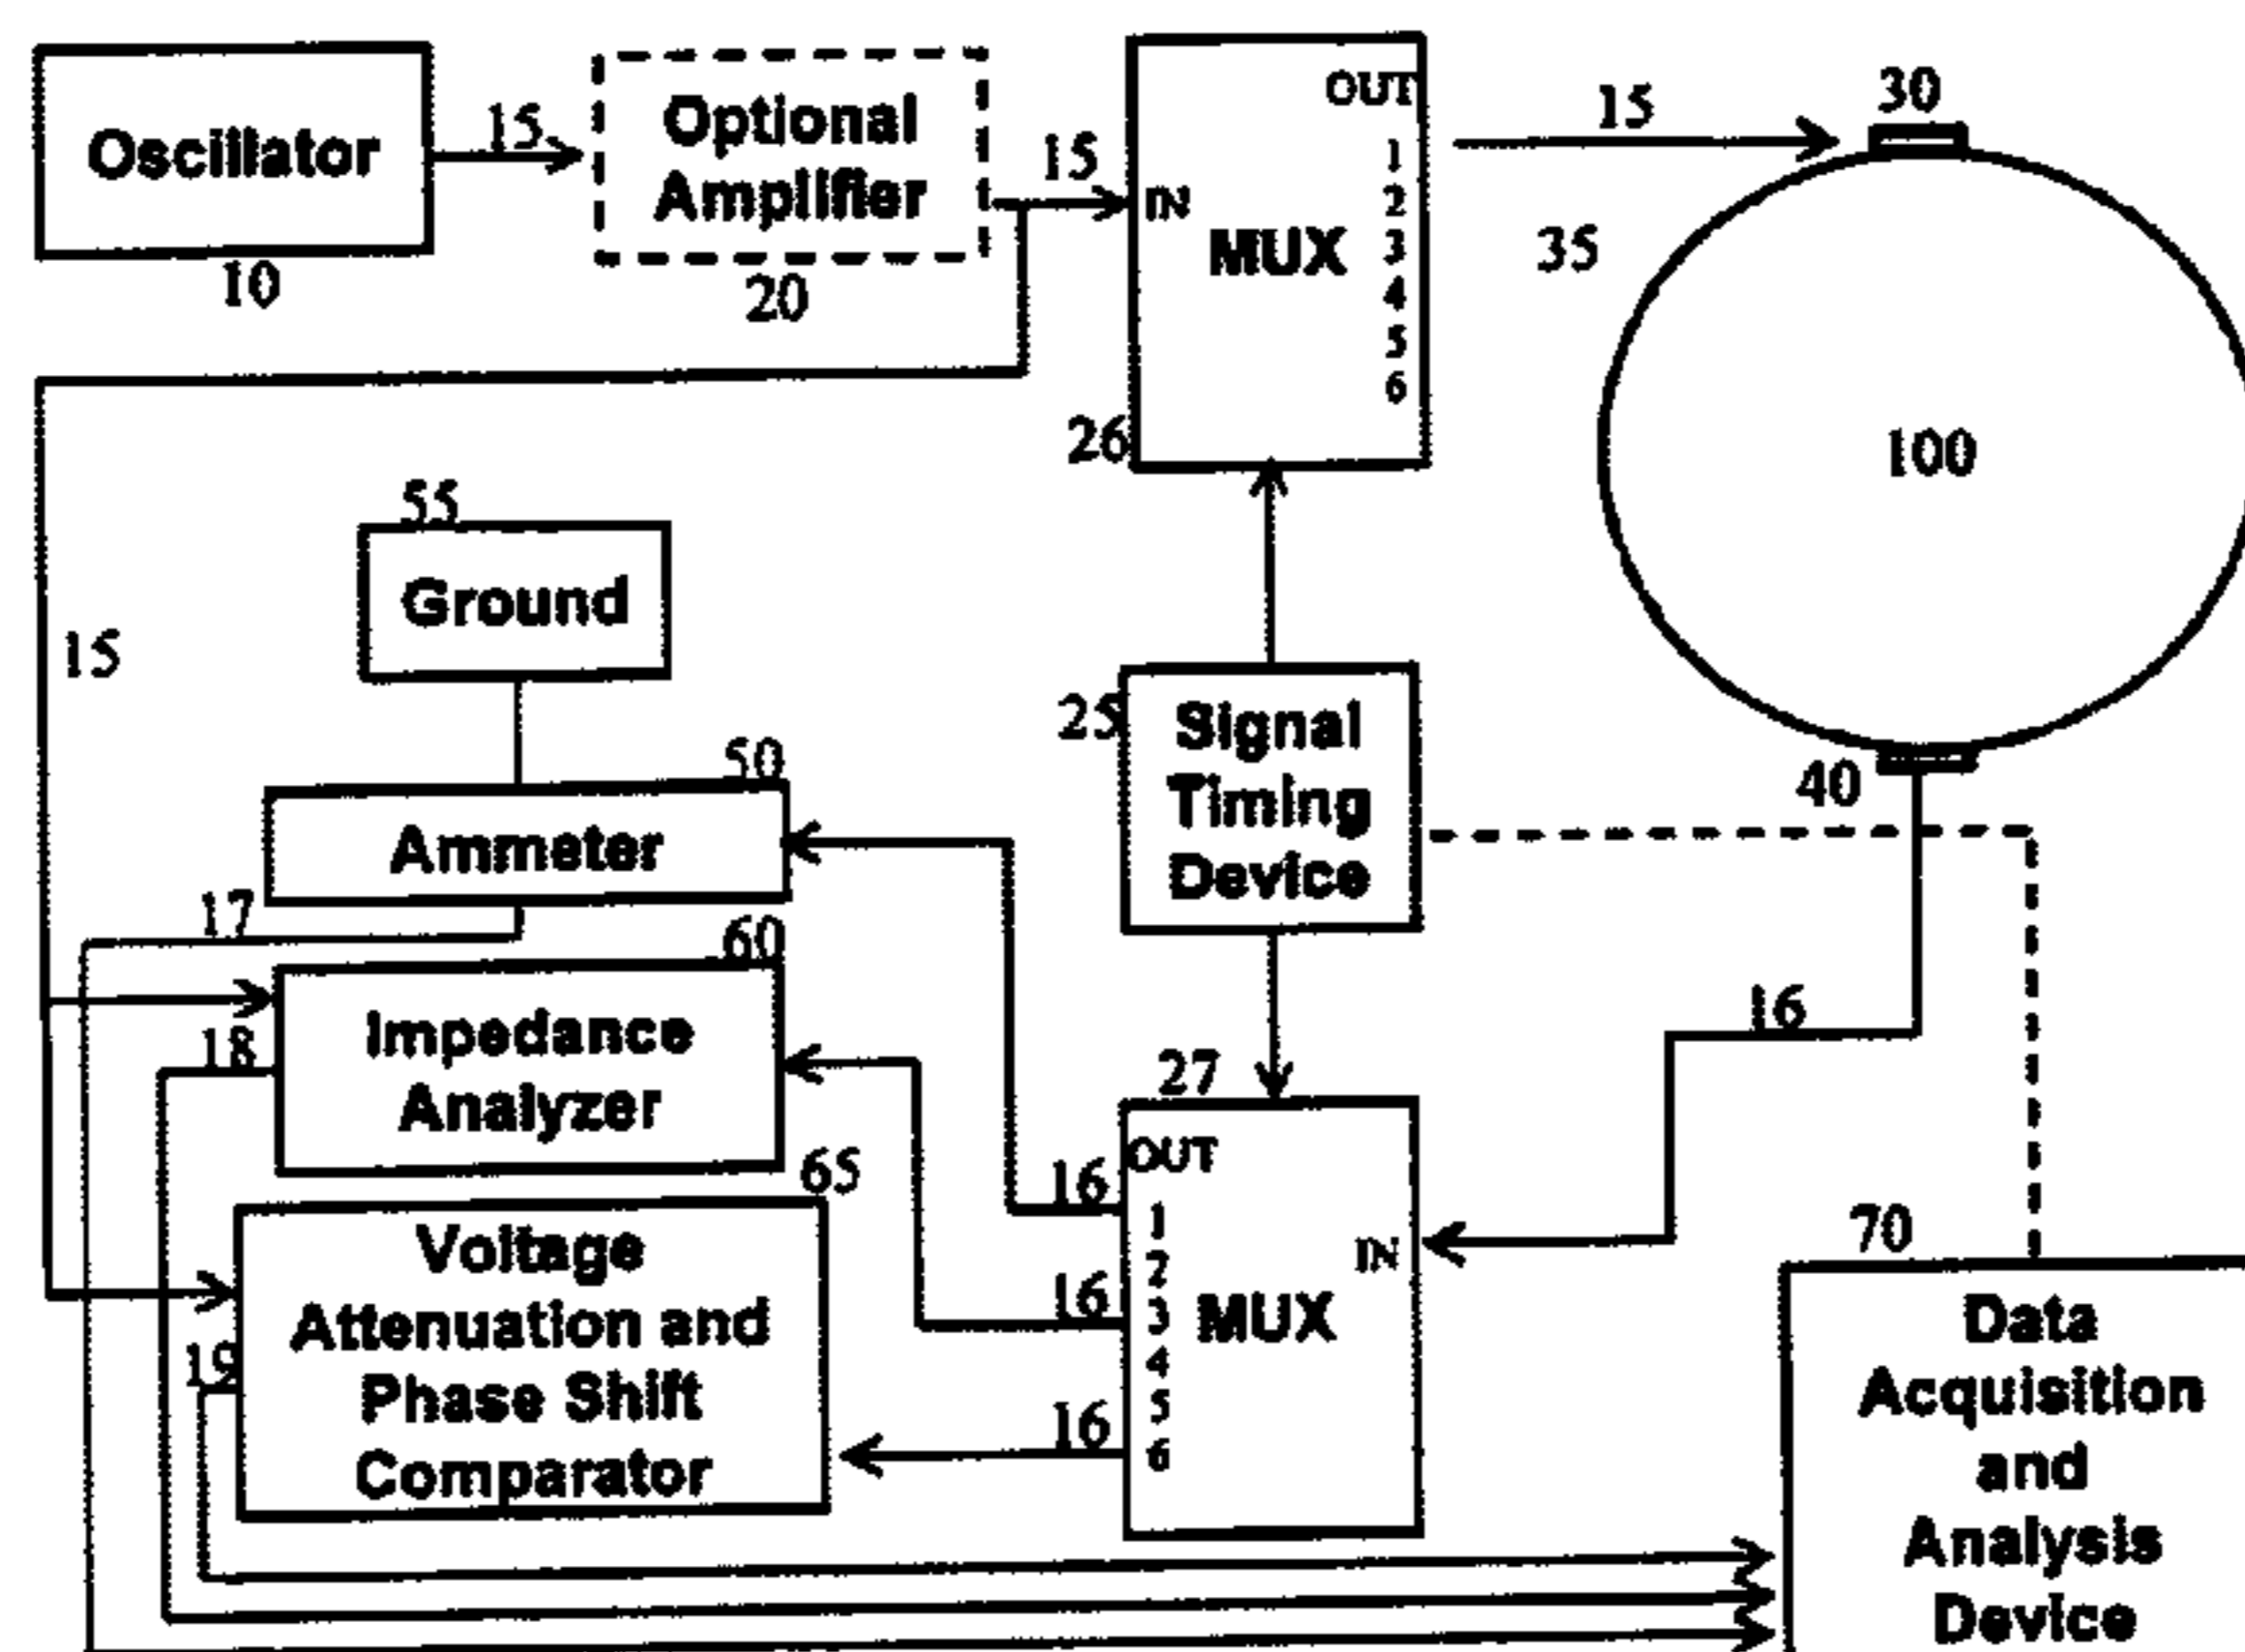 Oscillator
10
15
Optional
Amplifier
20
15
OUT
IN
1
2
3
4
5
6
MUX
26
15
30
35
100
40
55
Ground
15
50
Ammeter
17
60
Impedance
Analyzer
18
65
Voltage
Attenuation and
Phase Shift
Comparator
19
25
Signal
Timing
Device
27
OUT
1
2
3
4
5
6
IN
MUX
16
16
16
16
70
Data
Acquisition
and
Analysis
Device